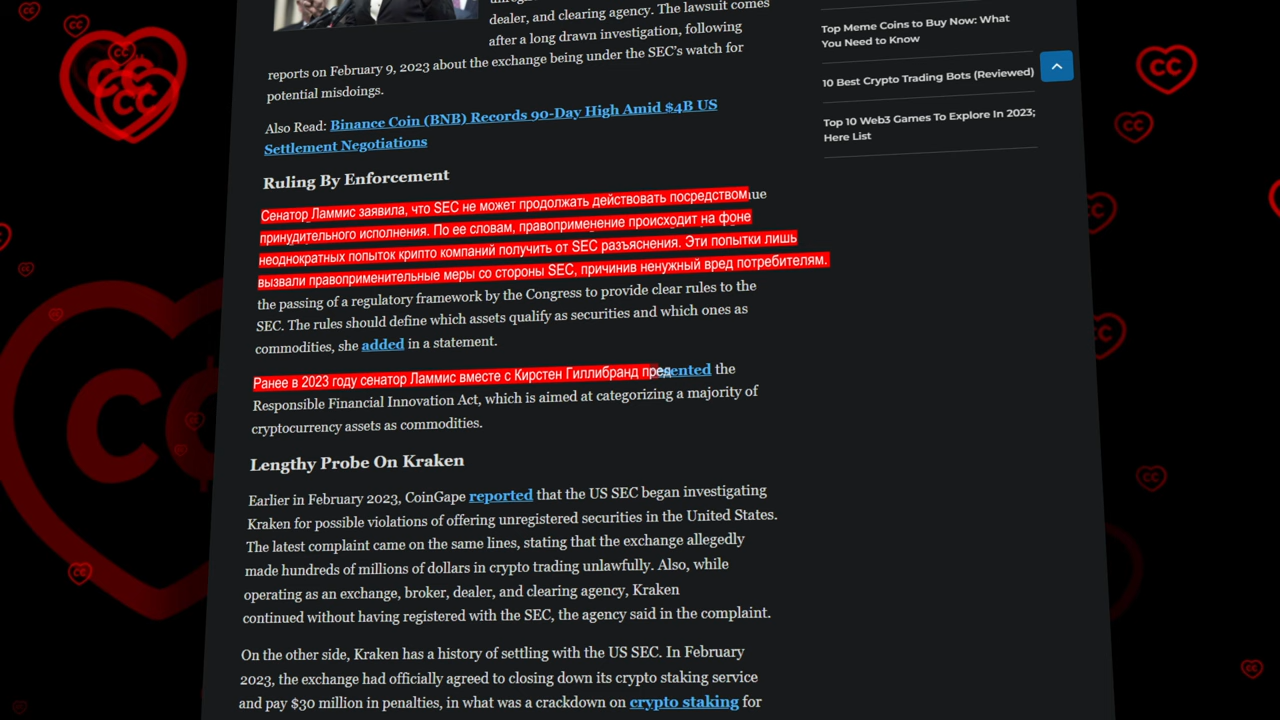 dealer, and clearing agency. The lawsuit comes
after a long drawn investigation, following
reports on February 9, 2023 about the exchange being under the SEC's watch for
potential misdoings.
Also Read: Binance Coin (BNB) Records 90-Day High Amid $4B US
Settlement Negotiations
Ruling By Enforcement
Сенатор Ламмис заявила, что SEC не может продолжать действовать посредством
принудительного исполнения. По ее словам, правоприменение происходит на фоне
неоднократных попыток крипто компаний получить от SEC разъяснения. Эти попытки лишь
вызвали правоприменительные меры со стороны SEC, причинив ненужный вред потребителям.
the passing of a regulatory framework by the Congress to provide clear rules to the
SEC. The rules should define which assets qualify as securities and which ones as
commodities, she added in a statement.
Ранее в 2023 году сенатор Ламмис вместе с Кирстен Гиллибранд the
Responsible Financial Innovation Act, which is aimed at categorizing a majority of
cryptocurrency assets as commodities.
Lengthy Probe On Kraken
Earlier in February 2023, CoinGape reported that the US SEC began investigating
Kraken for possible violations of offering unregistered securities in the United States.
The latest complaint came on the same lines, stating that the exchange allegedly
made hundreds of millions of dollars in crypto trading unlawfully. Also, while
operating as an exchange, broker, dealer, and clearing agency, Kraken
continued without having registered with the SEC, the agency said in the complaint.
On the other side, Kraken has a history of settling with the US SEC. In February
2023, the exchange had officially agreed to closing down its crypto staking service
and pay $30 million in penalties, in what was a crackdown on crypto staking for
Top Meme Coins to Buy Now: What
You Need to Know
10 Best Crypto Trading Bots (Reviewed)
Top 10 Web3 Games To Explore In 2023;
Here List